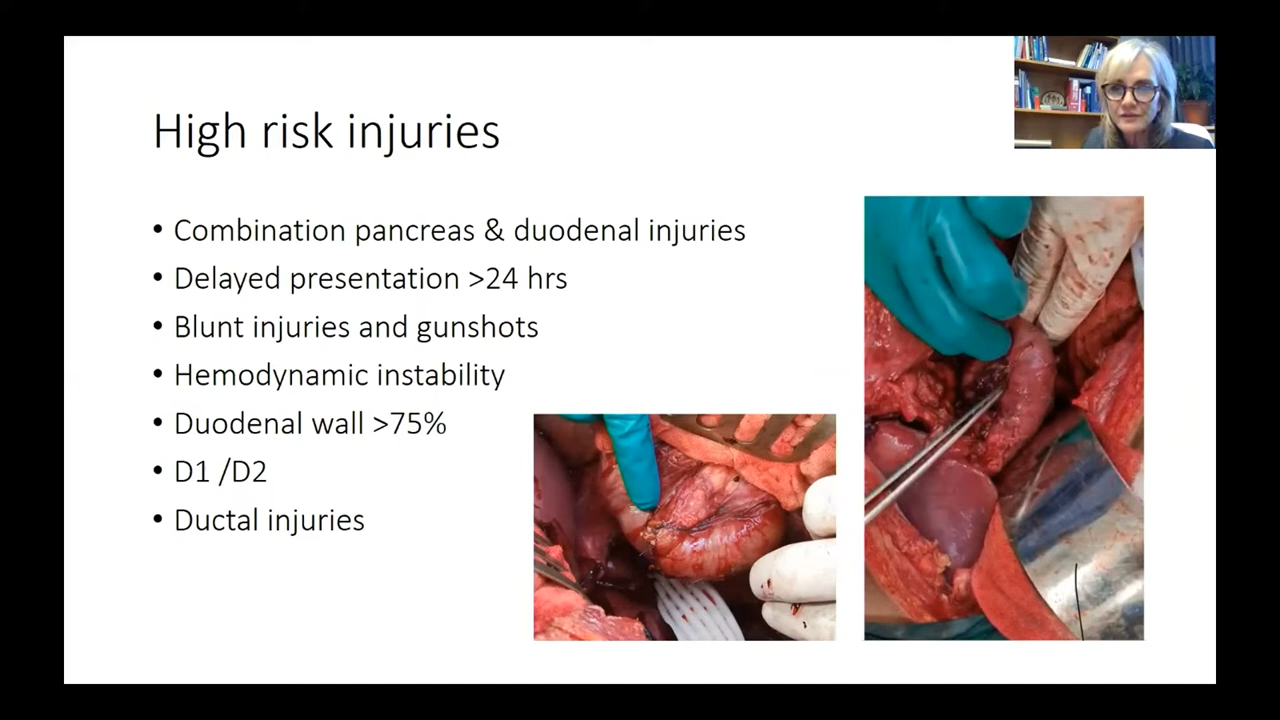 High risk injuries
• Combination pancreas & duodenal injuries
• Delayed presentation >24 hrs
• Blunt injuries and gunshots
• Hemodynamic instability
• Duodenal wall >75%
• D1 /D2
• Ductal injuries